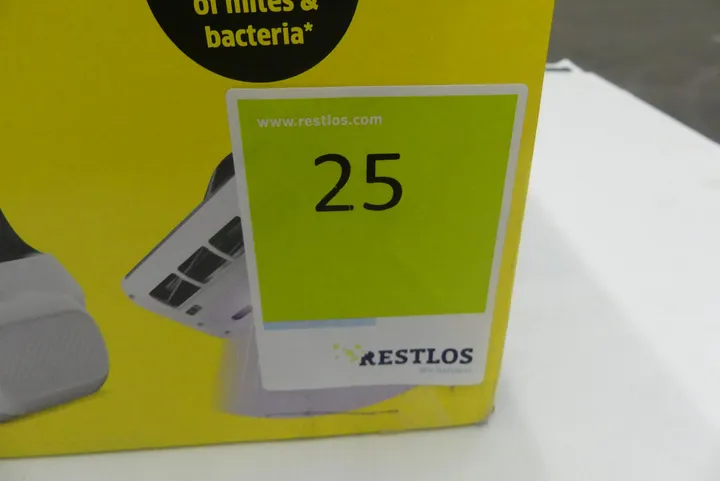 of mites &
bacteria*
www.restlos.com
25
RESTLOS